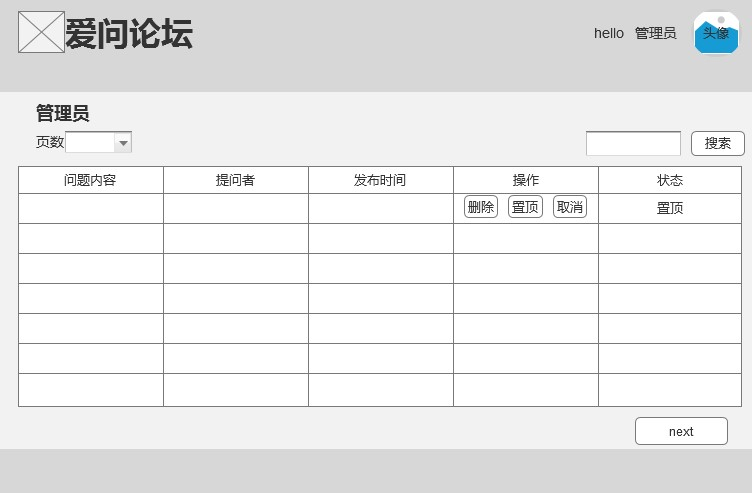 爱问论坛
hello 管理员 头像
管理员
页数 搜索
问题内容 提问者 发布时间 操作 状态
删除 置顶 取消 置顶
next